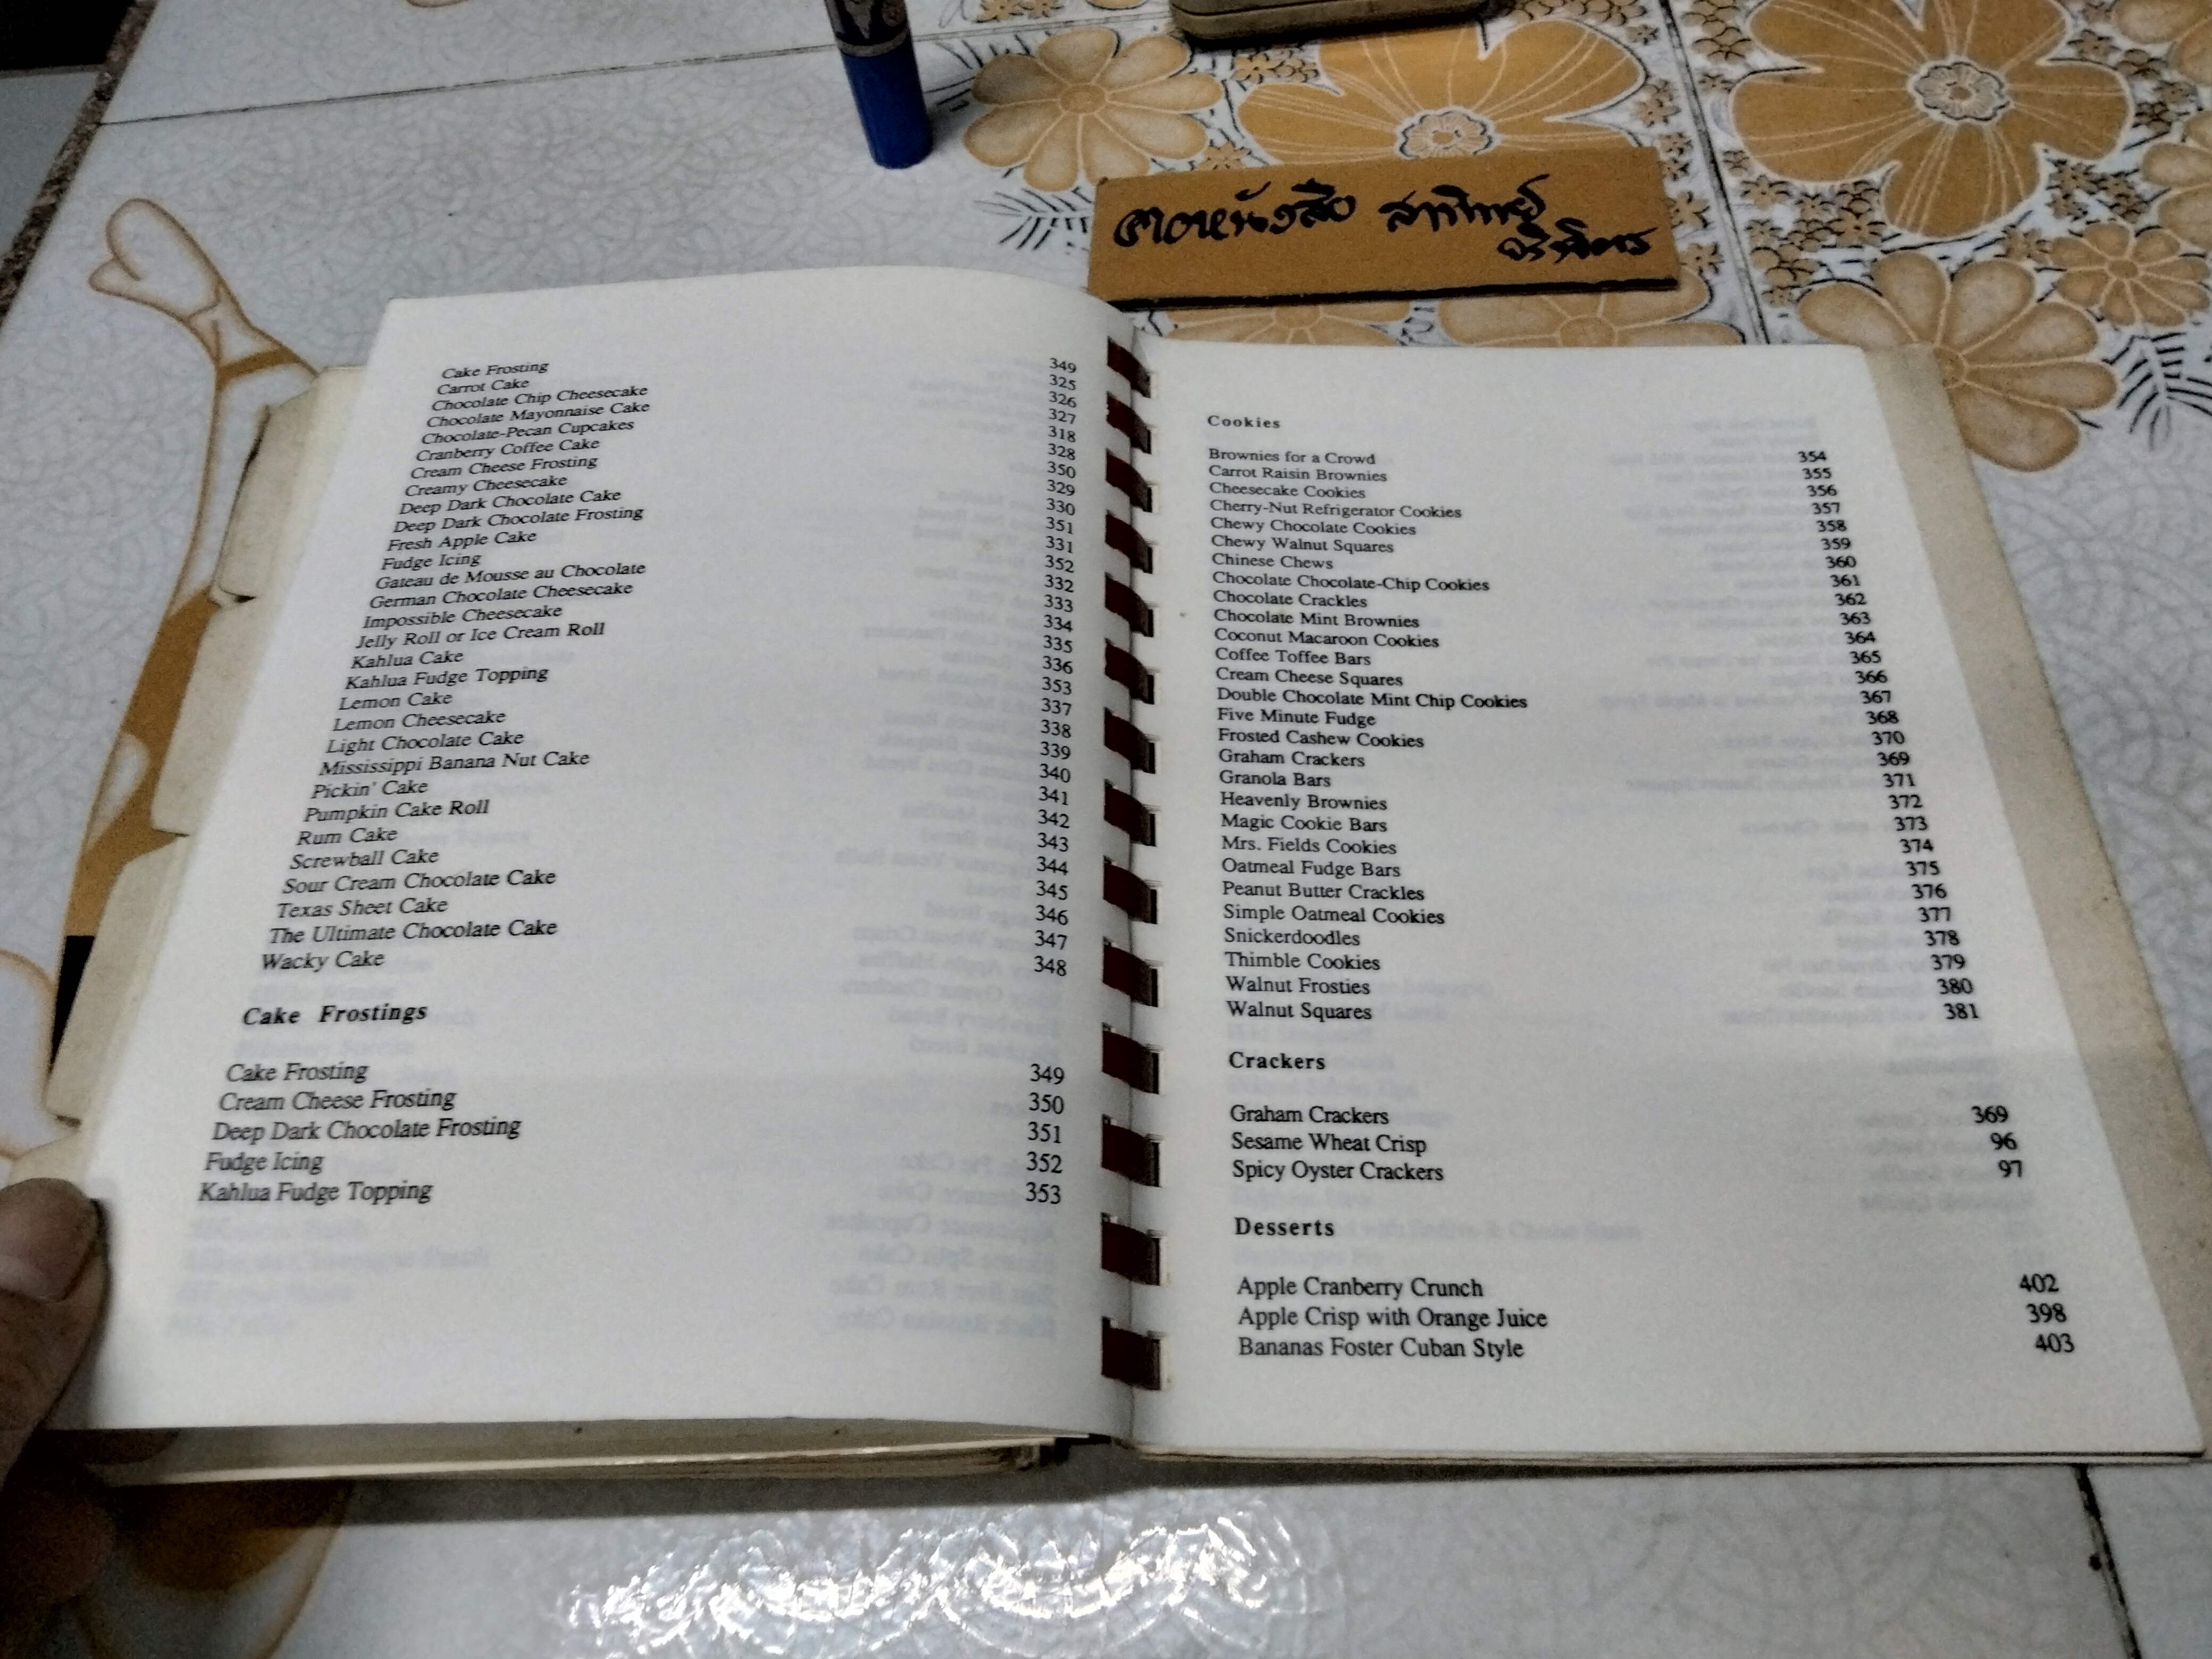 ขายหนังสือ
Cake Frosting 349
Carrot Cake 325
Chocolate Chip Cheesecake 326
Chocolate Mayonnaise Cake 327
Chocolate-Pecan Cupcakes 318
Cranberry Coffee Cake 328
Cream Cheese Frosting 350
Creamy Cheesecake 329
Deep Dark Chocolate Cake 330
Deep Dark Chocolate Frosting 351
Fresh Apple Cake 331
Fudge Icing 352
Gateau de Mousse au Chocolate 332
German Chocolate Cheesecake 333
Impossible Cheesecake 334
Jelly Roll or Ice Cream Roll 335
Kahlua Cake 336
Kahlua Fudge Topping 353
Lemon Cake 337
Lemon Cheesecake 338
Light Chocolate Cake 339
Mississippi Banana Nut Cake 340
Pickin' Cake 341
Pumpkin Cake Roll 342
Rum Cake 343
Screwball Cake 344
Sour Cream Chocolate Cake 345
Texas Sheet Cake 346
The Ultimate Chocolate Cake 347
Wacky Cake 348
Cake Frostings
Cake Frosting 349
Cream Cheese Frosting 350
Deep Dark Chocolate Frosting 351
Fudge Icing 352
Kahlua Fudge Topping 353
Cookies
Brownies for a Crowd 354
Carrot Raisin Brownies 355
Cheesecake Cookies 356
Cherry-Nut Refrigerator Cookies 357
Chewy Chocolate Cookies 358
Chewy Walnut Squares 359
Chinese Chews 360
Chocolate Chocolate-Chip Cookies 361
Chocolate Crackles 362
Chocolate Mint Brownies 363
Coconut Macaroon Cookies 364
Coffee Toffee Bars 365
Cream Cheese Squares 366
Double Chocolate Mint Chip Cookies 367
Five Minute Fudge 368
Frosted Cashew Cookies 370
Graham Crackers 369
Granola Bars 371
Heavenly Brownies 372
Magic Cookie Bars 373
Mrs. Fields Cookies 374
Oatmeal Fudge Bars 375
Peanut Butter Crackles 376
Simple Oatmeal Cookies 377
Snickerdoodles 378
Thimble Cookies 379
Walnut Frosties 380
Walnut Squares 381
Crackers
Graham Crackers 369
Sesame Wheat Crisp 96
Spicy Oyster Crackers 97
Desserts
Apple Cranberry Crunch 402
Apple Crisp with Orange Juice 398
Bananas Foster Cuban Style 403